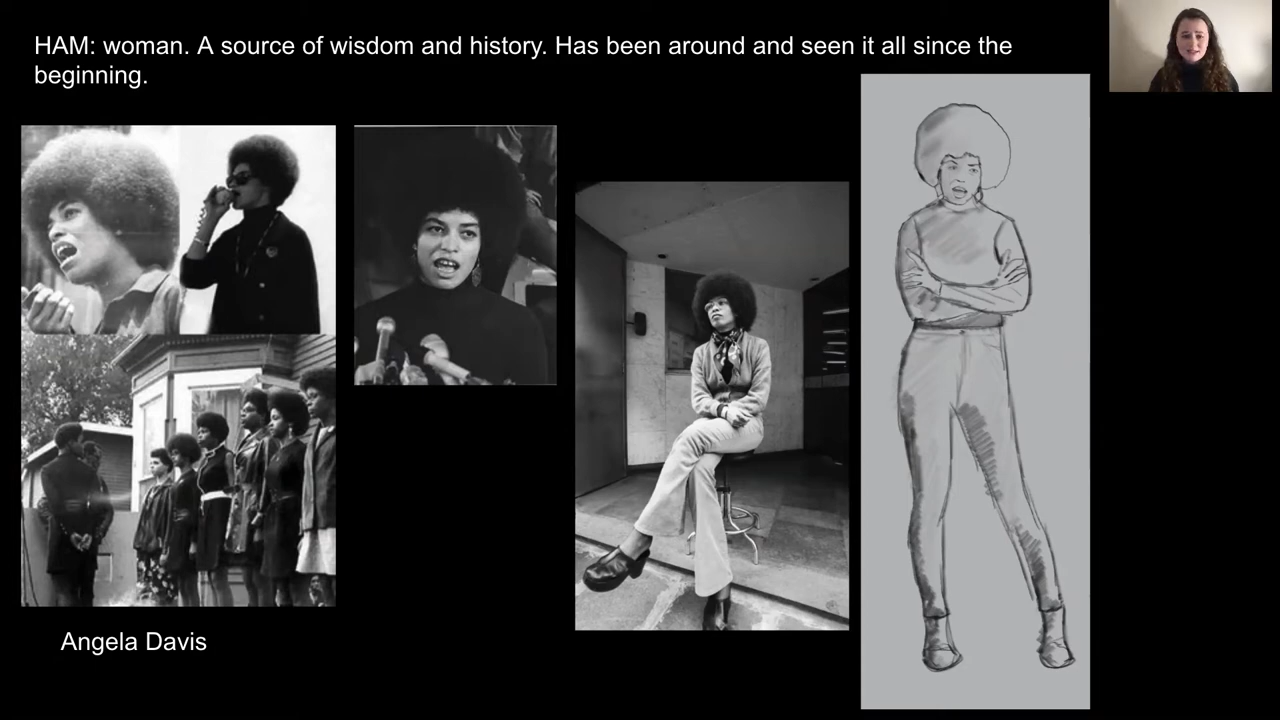 HAM: woman. A source of wisdom and history. Has been around and seen it all since the
beginning.
Angela Davis